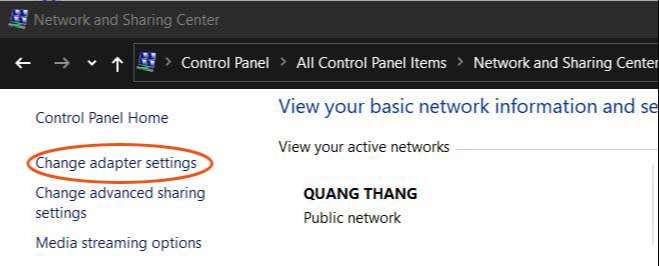 Network and Sharing Center
Control Panel > All Control Panel Items > Network and Sharing Center
Control Panel Home
Change adapter settings
Change advanced sharing
settings
Media streaming options
View your basic network information and se
View your active networks
QUANG THANG
Public network